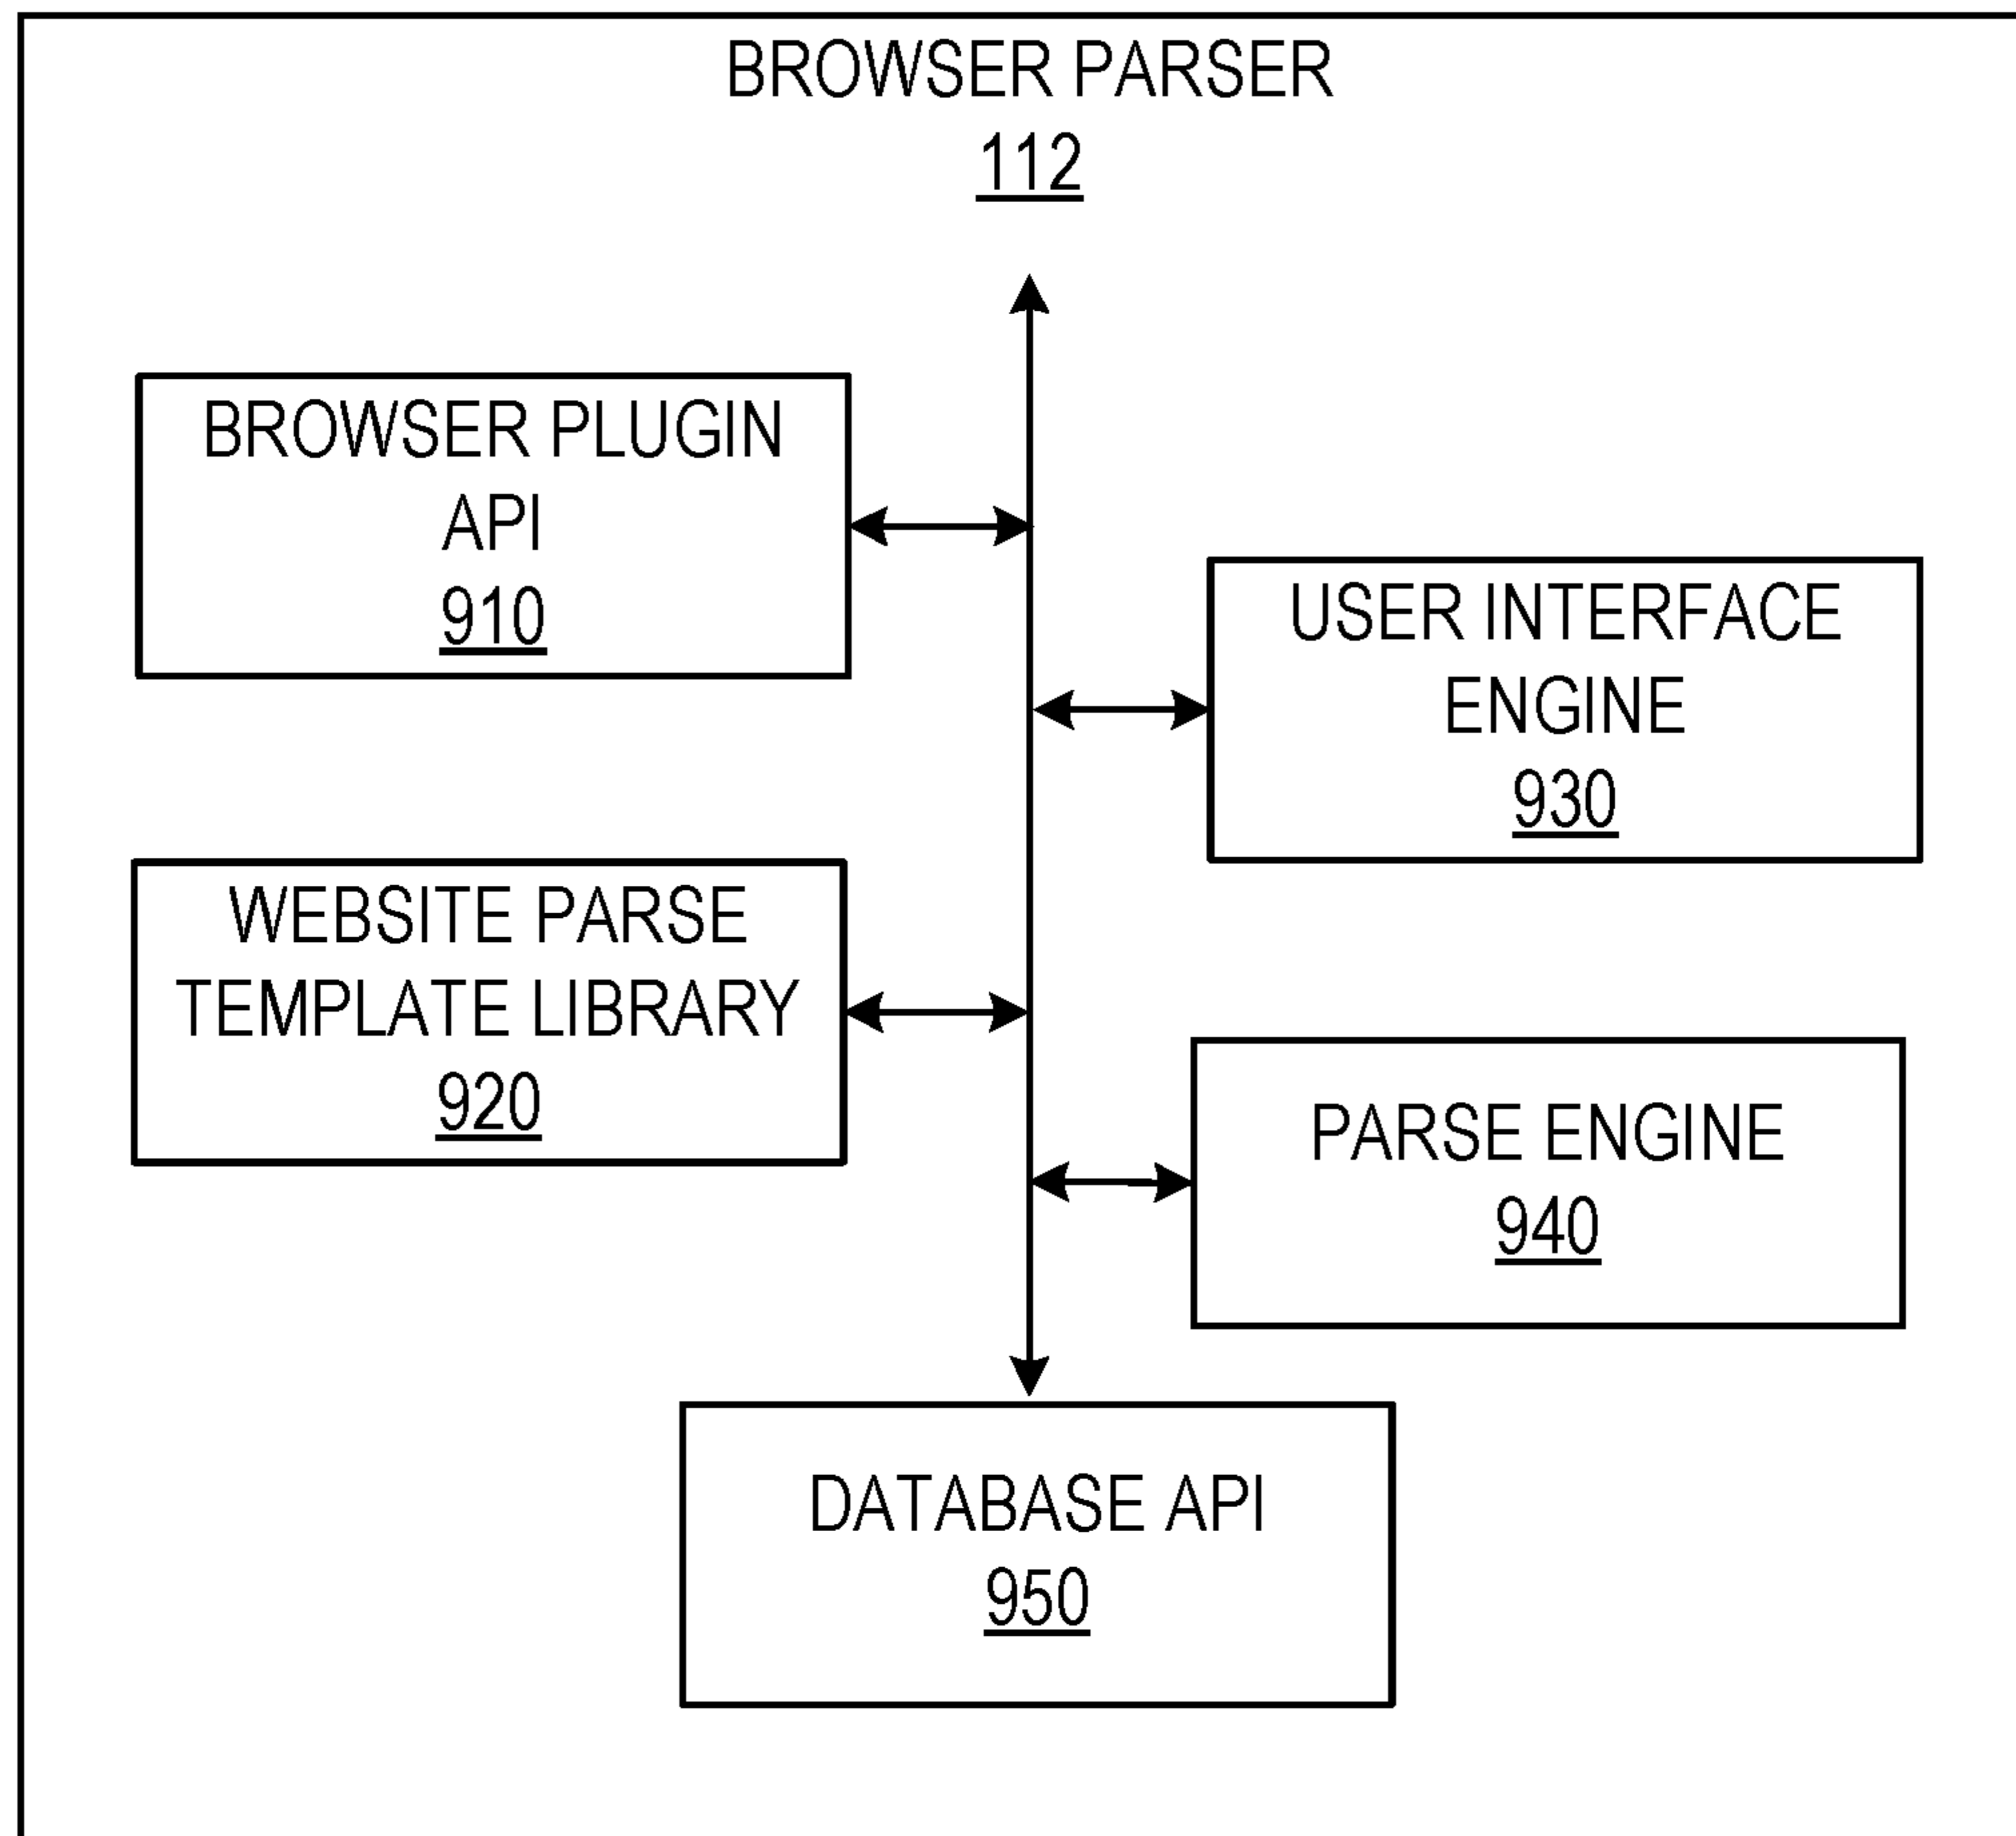 BROWSER PARSER
112
BROWSER PLUGIN
API
910
USER INTERFACE
ENGINE
930
WEBSITE PARSE
TEMPLATE LIBRARY
920
PARSE ENGINE
940
DATABASE API
950